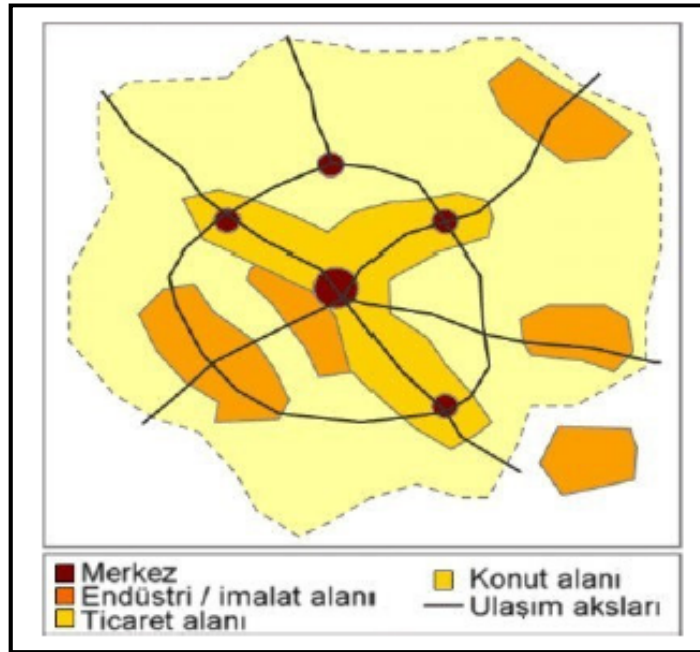 Merkez
Endüstri / imalat alanı
Ticaret alanı
Konut alanı
Ulaşım aksları